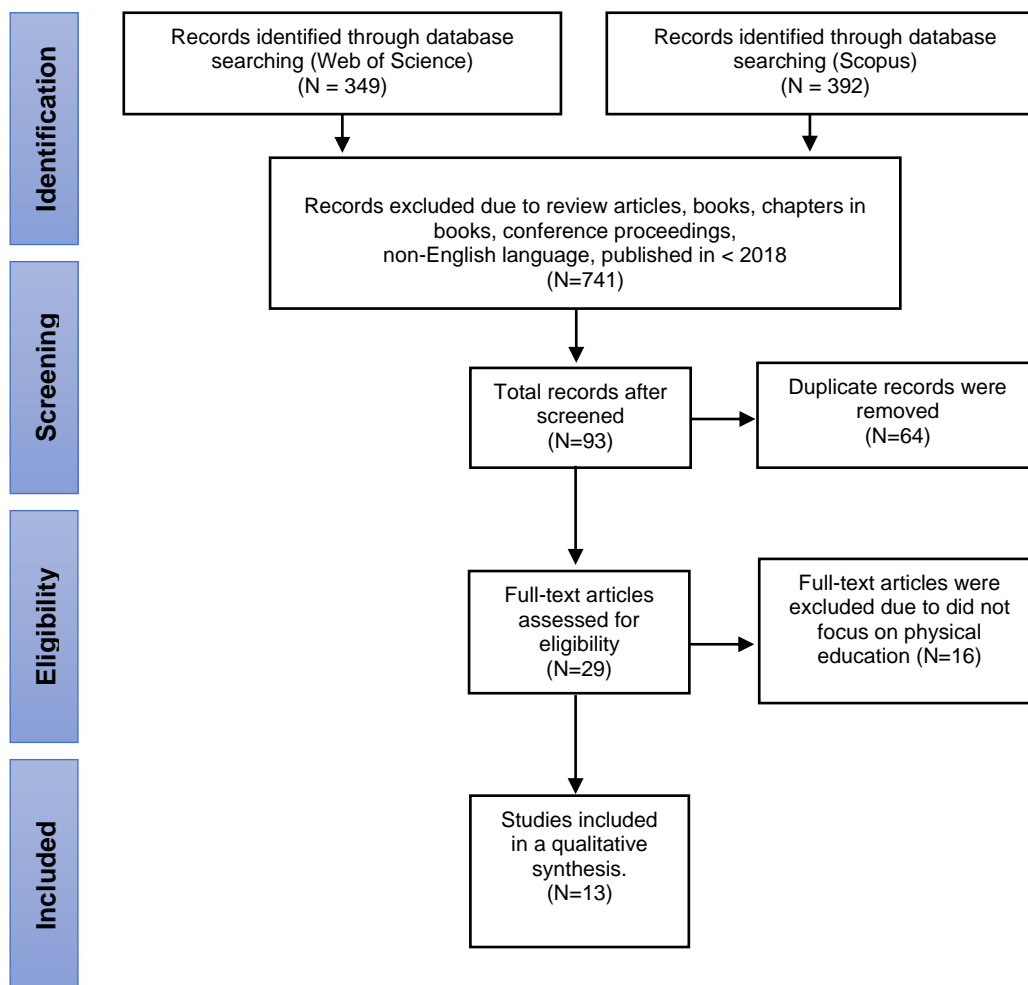 Identification
Records identified through database
searching (Web of Science)
(N = 349)
Records identified through database
searching (Scopus)
(N = 392)
Records excluded due to review articles, books, chapters in
books, conference proceedings,
non-English language, published in < 2018
(N=741)
Screening
Total records after
screened
(N=93)
Duplicate records were
removed
(N=64)
Eligibility
Full-text articles
assessed for
eligibility
(N=29)
Full-text articles were
excluded due to did not
focus on physical
education (N=16)
Included
Studies included
in a qualitative
synthesis.
(N=13)